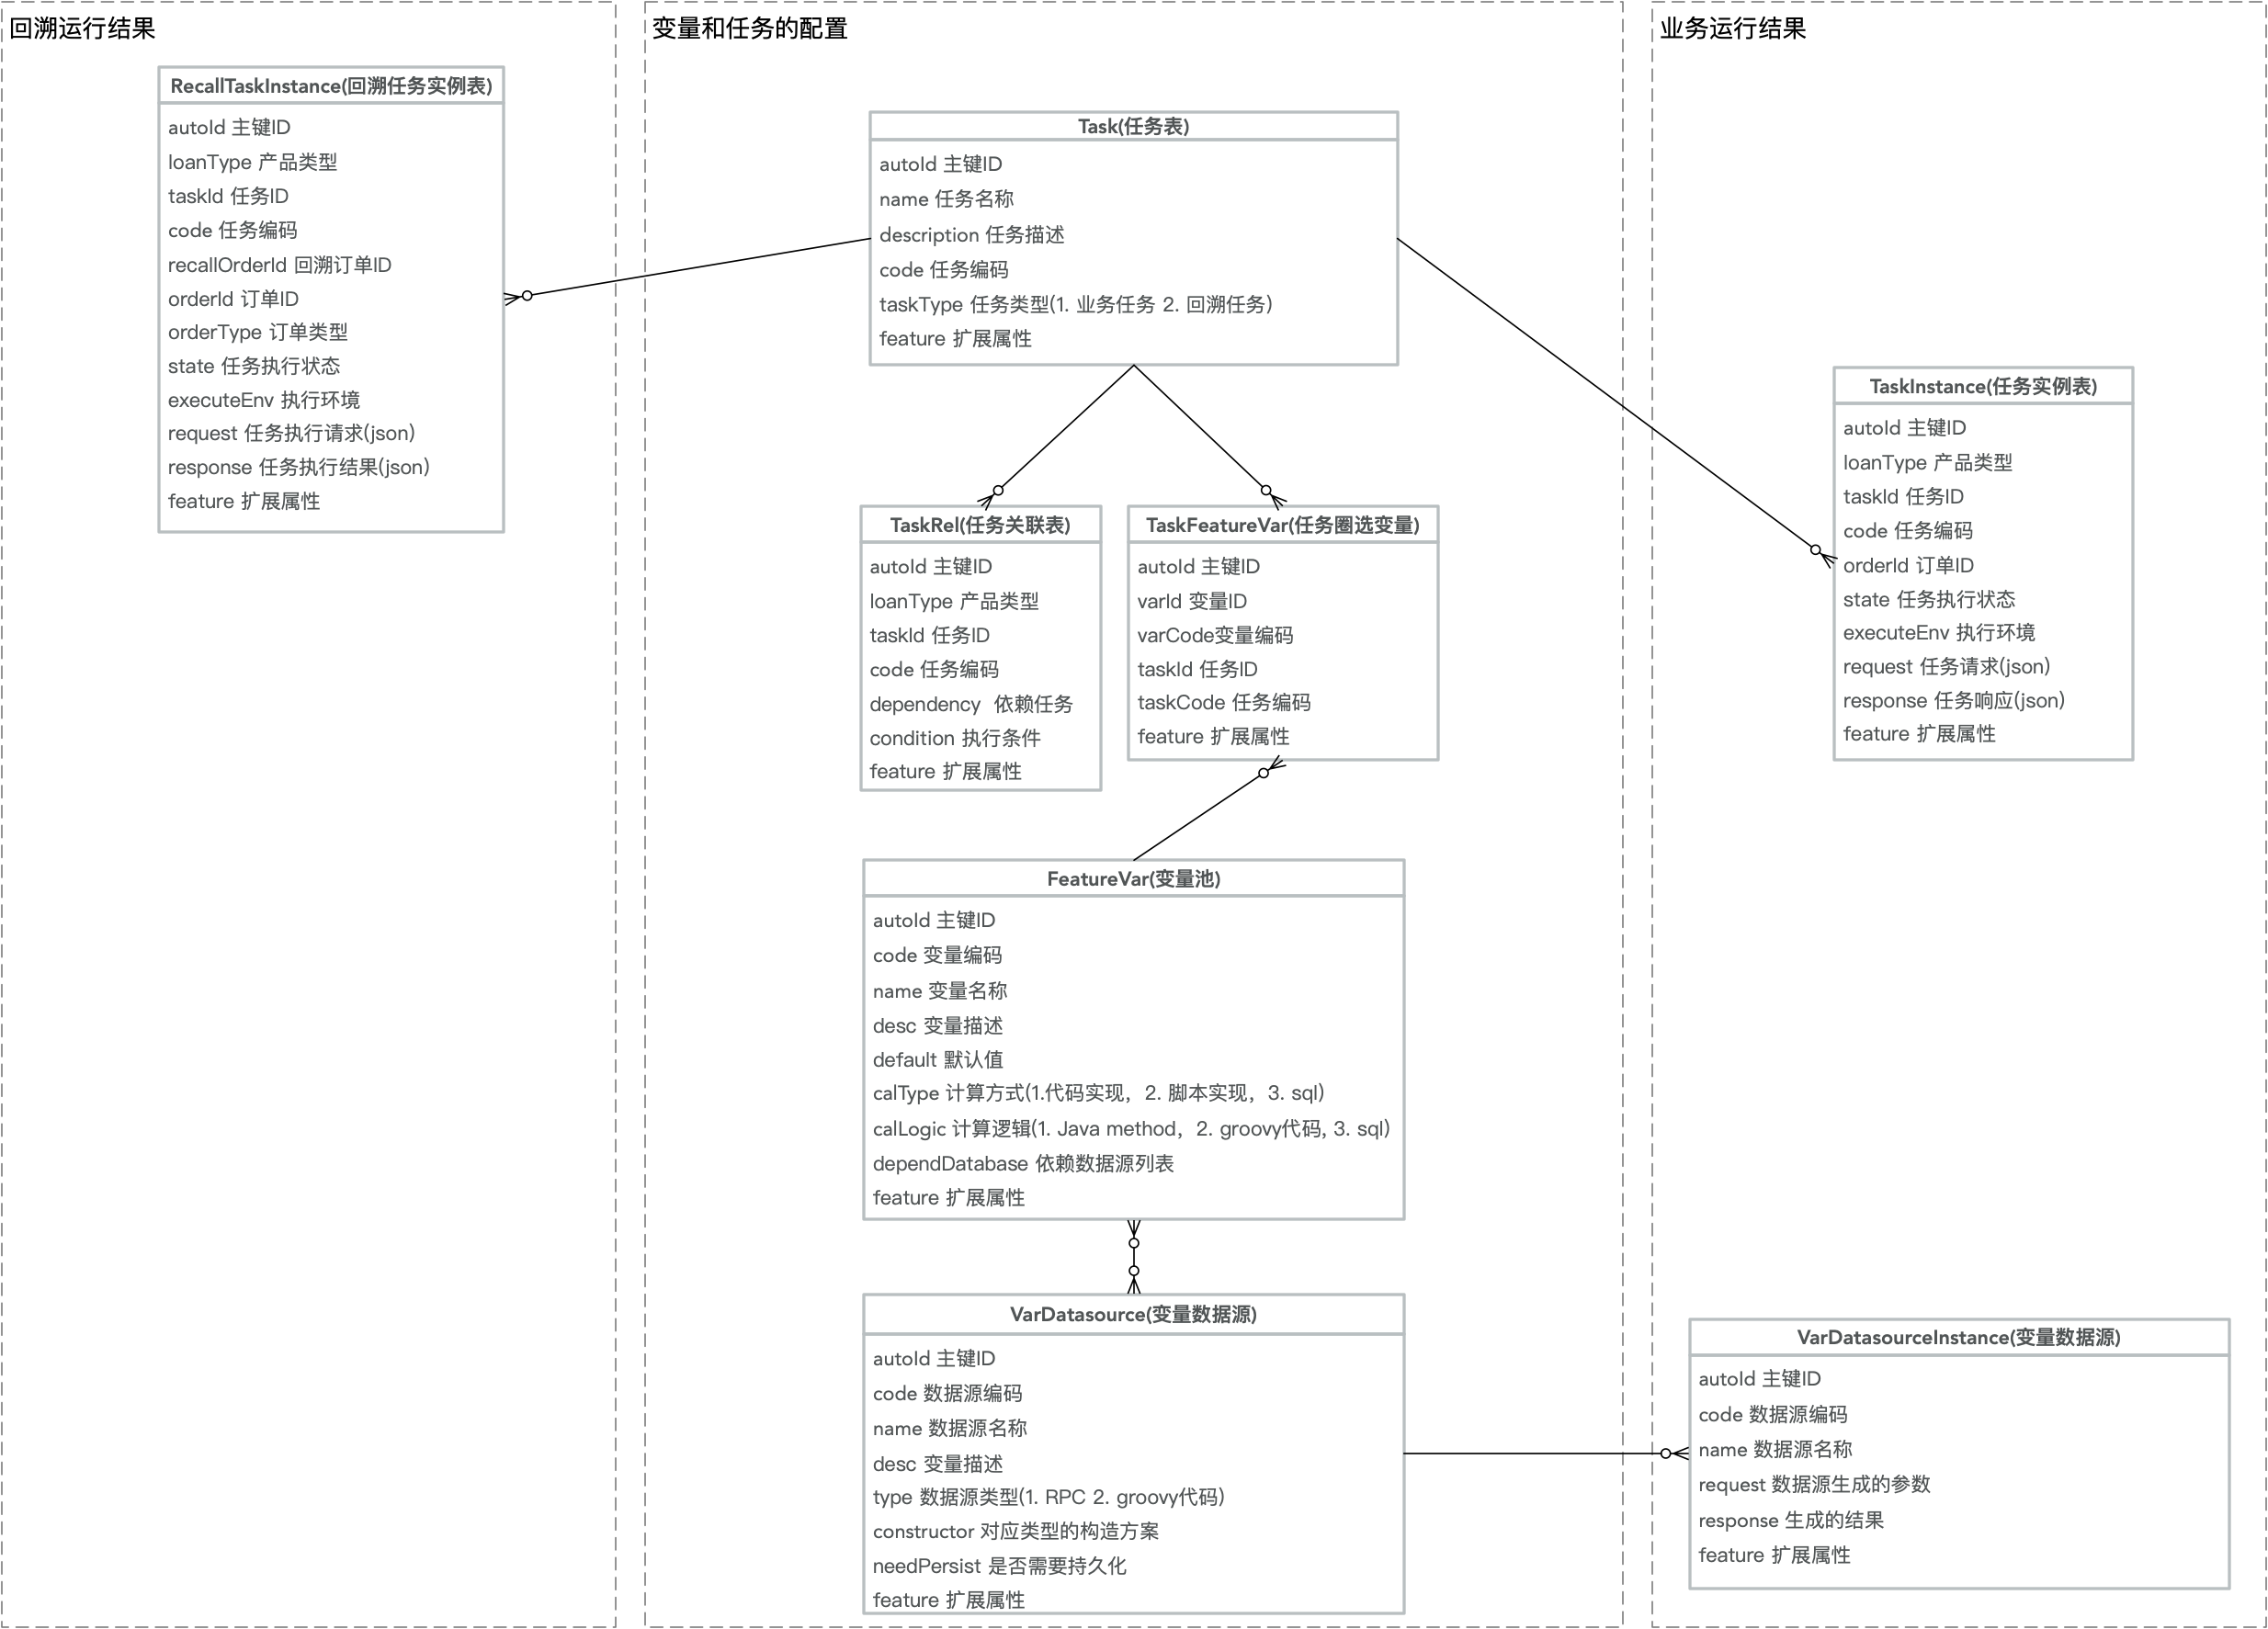 回溯运行结果
RecallTaskInstance(回溯任务实例表)
autoId 主键ID
loanType 产品类型
taskId 任务ID
code 任务编码
recallOrderId 回溯订单ID
orderId 订单ID
orderType 订单类型
state 任务执行状态
executeEnv 执行环境
request 任务执行请求(json)
response 任务执行结果(json)
feature 扩展属性
变量和任务的配置
Task(任务表)
autoId 主键ID
name 任务名称
description 任务描述
code 任务编码
taskType 任务类型(1. 业务任务 2. 回溯任务)
feature 扩展属性
TaskRel(任务关联表)
autoId 主键ID
loanType 产品类型
taskId 任务ID
code 任务编码
dependency  依赖任务
condition 执行条件
feature 扩展属性
TaskFeatureVar(任务圈选变量)
autoId 主键ID
varId 变量ID
varCode变量编码
taskId 任务ID
taskCode 任务编码
feature 扩展属性
FeatureVar(变量池)
autoId 主键ID
code 变量编码
name 变量名称
desc 变量描述
default 默认值
calType 计算方式(1.代码实现，2. 脚本实现，3. sql)
calLogic 计算逻辑(1. Java method，2. groovy代码, 3. sql)
dependDatabase 依赖数据源列表
feature 扩展属性
VarDatasource(变量数据源)
autoId 主键ID
code 数据源编码
name 数据源名称
desc 变量描述
type 数据源类型(1. RPC 2. groovy代码)
constructor 对应类型的构造方案
needPersist 是否需要持久化
feature 扩展属性
业务运行结果
TaskInstance(任务实例表)
autoId 主键ID
loanType 产品类型
taskId 任务ID
code 任务编码
orderId 订单ID
state 任务执行状态
executeEnv 执行环境
request 任务请求(json)
response 任务响应(json)
feature 扩展属性
VarDatasourceInstance(变量数据源)
autoId 主键ID
code 数据源编码
name 数据源名称
request 数据源生成的参数
response 生成的结果
feature 扩展属性